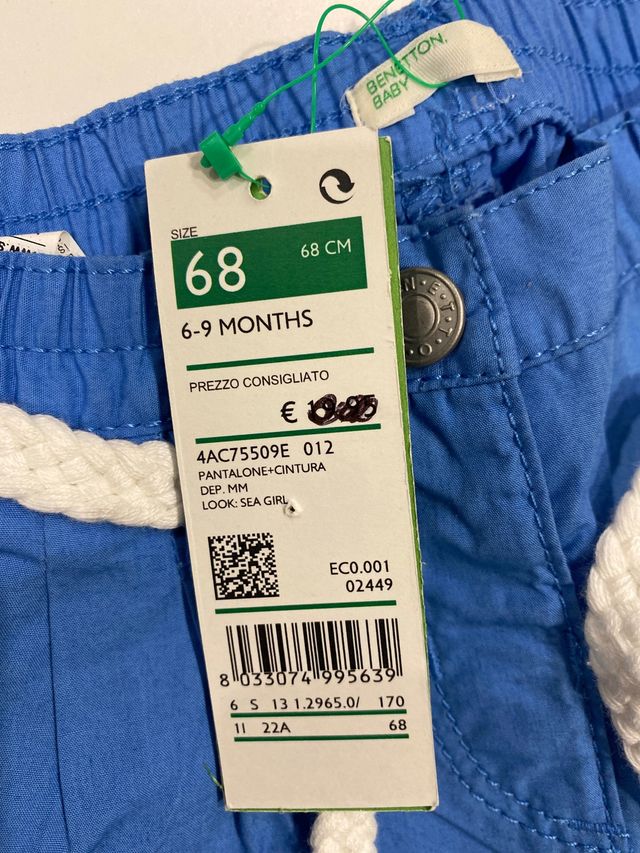 BENETTON
BABY
SIZE
68
68 CM
6-9 MONTHS
PREZZO CONSIGLIATO
€
4AC75509E 012
PANTALONE+CINTURA
DEP. MM
LOOK: SEA GIRL
EC0.001
02449
8 033074 995639
6 S 13 1.2965.0/ 170
11 22A 68